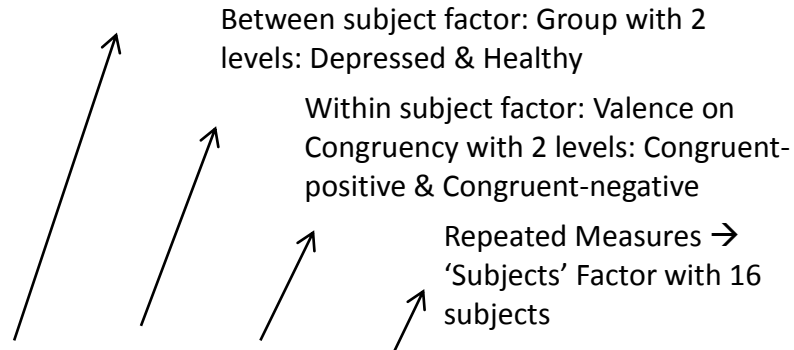 Between subject factor: Group with 2
levels: Depressed & Healthy
Within subject factor: Valence on
Congruency with 2 levels: Congruent-
positive & Congruent-negative
Repeated Measures →
‘Subjects’ Factor with 16
subjects